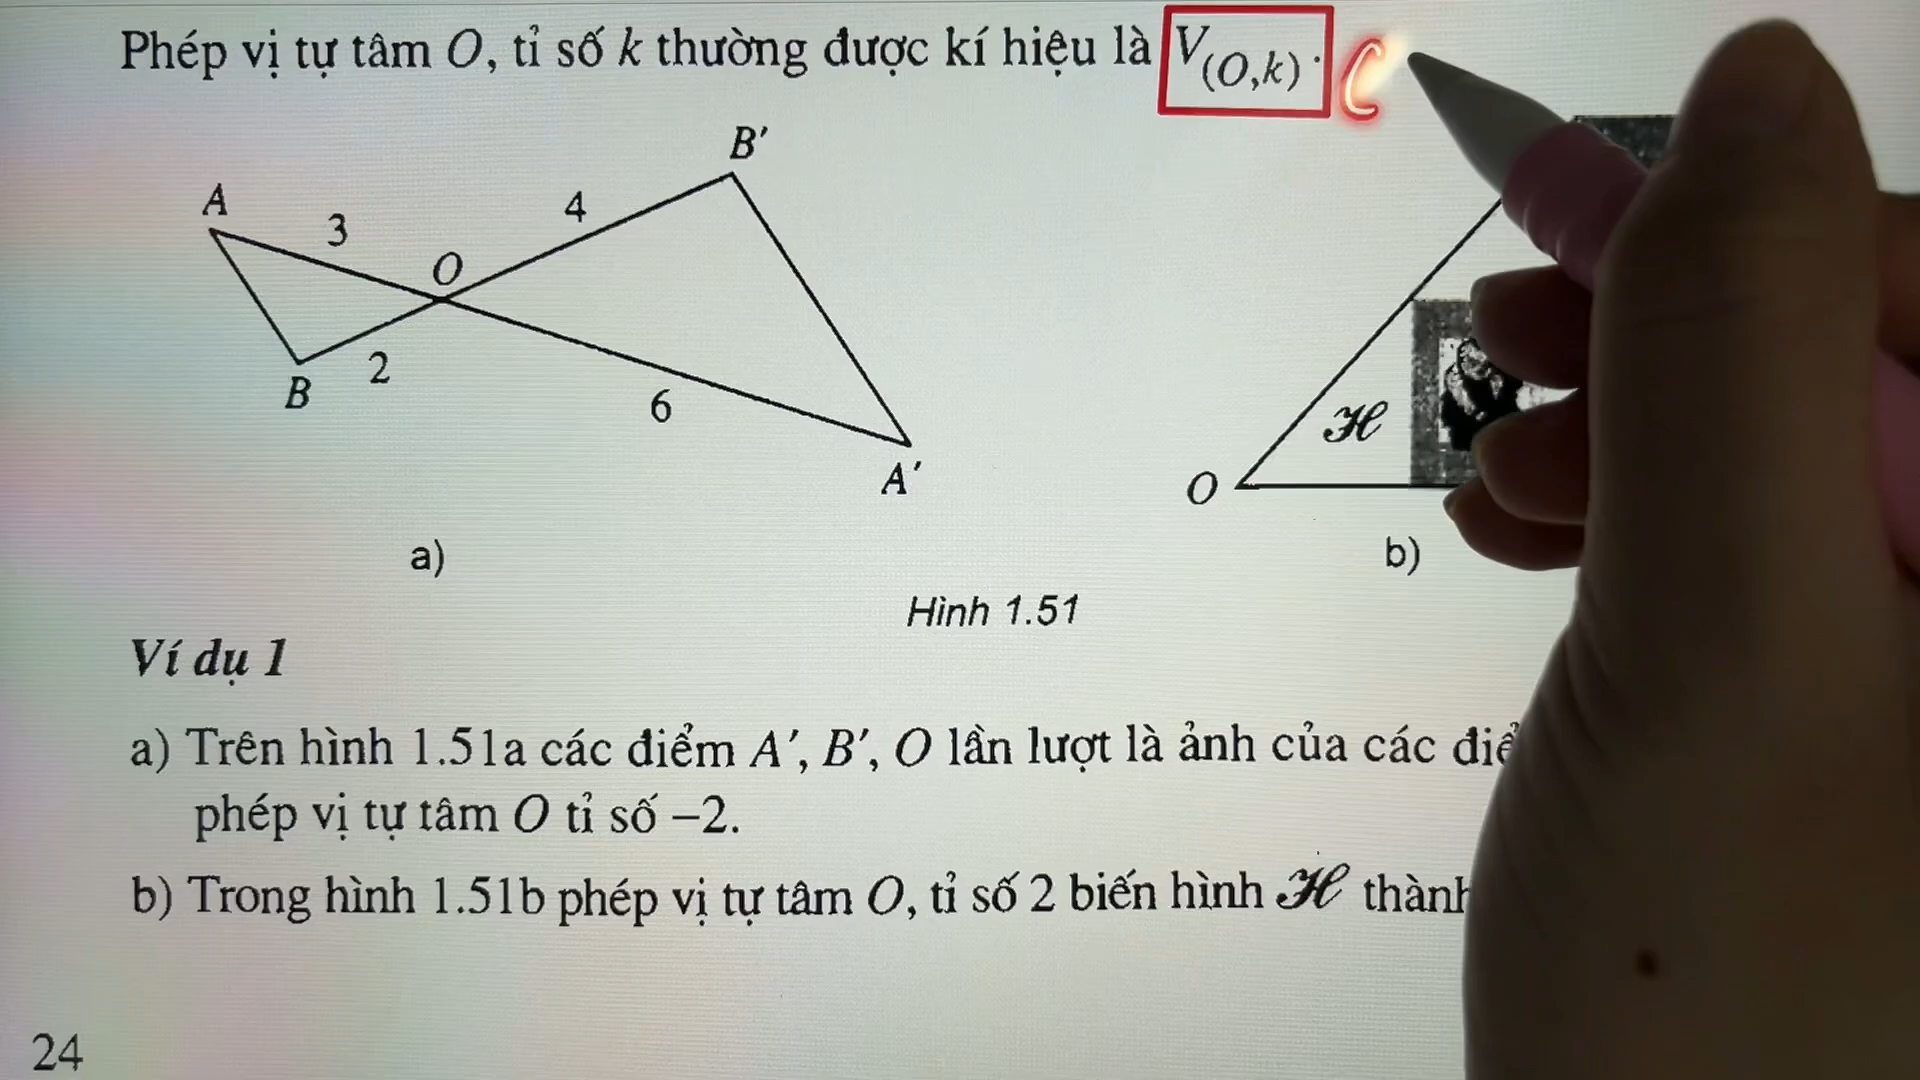 Phép vị tự tâm O, tỉ số k thường được kí hiệu là V(O,k).
A
3
O
4
B′
B
2
6
A′
ℋ
O
a)
b)
Hình 1.51
Ví dụ 1
a) Trên hình 1.51a các điểm A′, B′, O lần lượt là ảnh của các
phép vị tự tâm O tỉ số –2.
b) Trong hình 1.51b phép vị tự tâm O, tỉ số 2 biến hình ℋ thành
24